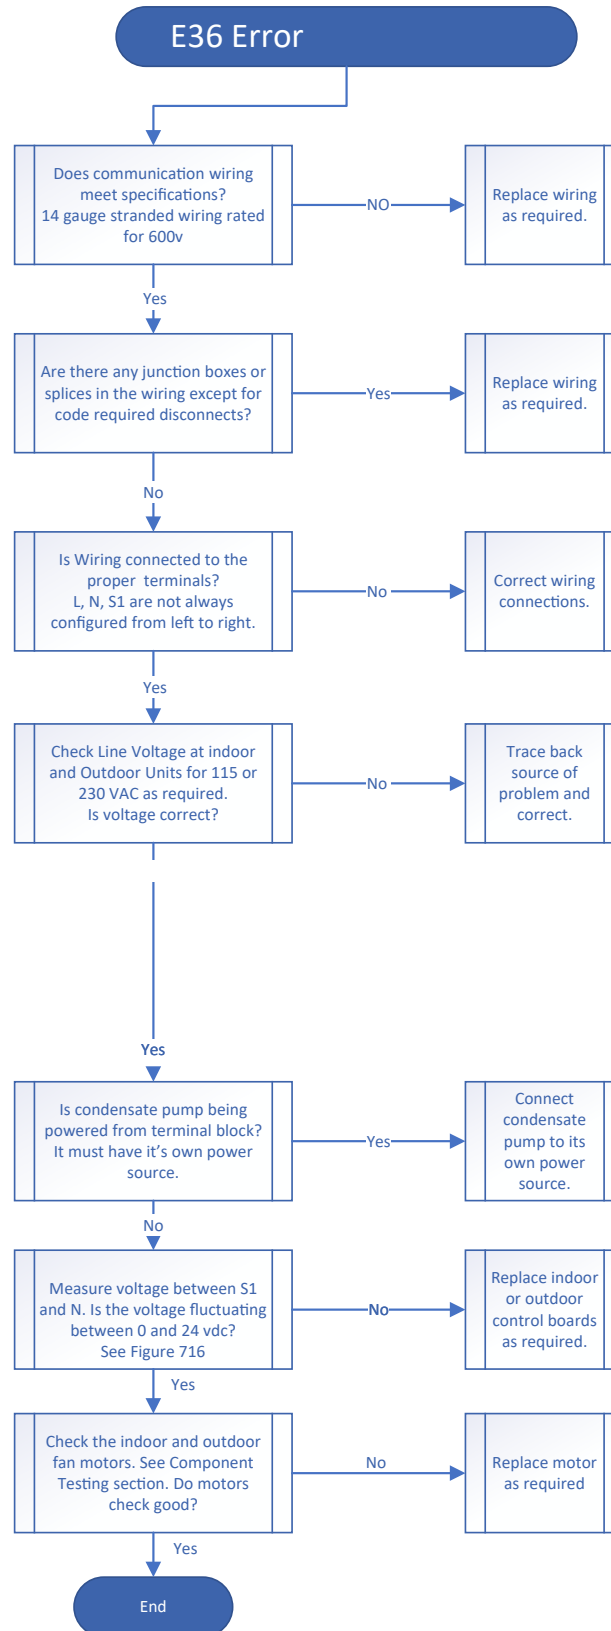 E36 Error
Does communication wiring
meet specifications?
14 gauge stranded wiring rated
for 600v
NO
Replace wiring
as required.
Yes
Are there any junction boxes or
splices in the wiring except for
code required disconnects?
Yes
Replace wiring
as required.
No
Is Wiring connected to the
proper terminals?
L, N, S1 are not always
configured from left to right.
No
Correct wiring
connections.
Yes
Check Line Voltage at indoor
and Outdoor Units for 115 or
230 VAC as required.
Is voltage correct?
No
Trace back
source of
problem and
correct.
Yes
Is condensate pump being
powered from terminal block?
It must have it's own power
source.
Yes
Connect
condensate
pump to its
own power
source.
No
Measure voltage between S1
and N. Is the voltage fluctuating
between 0 and 24 vdc?
See Figure 716
No
Replace indoor
or outdoor
control boards
as required.
Yes
Check the indoor and outdoor
fan motors. See Component
Testing section. Do motors
check good?
No
Replace motor
as required
Yes
End